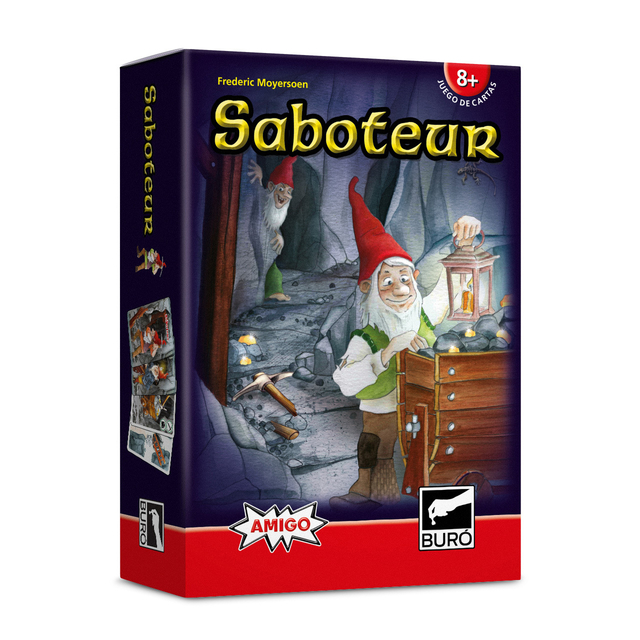 Frederic Moyersoen
8+
JUEGO DE CARTAS
Saboteur
Saboteur
AMIGO
BURÓ
BURÓ